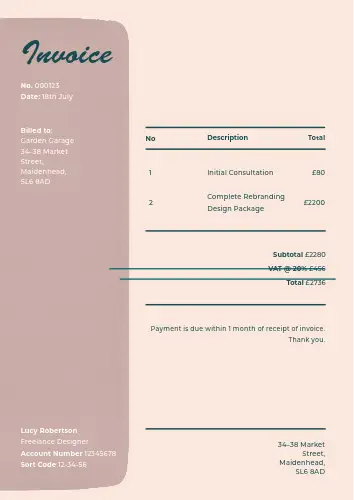 Invoice
No. 000123
Date: 18th July
Billed to:
Garden Garage
34-38 Market
Street,
Maidenhead,
SL6 8AD
No Description Total
1 Initial Consultation £80
2 Complete Rebranding
Design Package £2200
Subtotal £2280
VAT @ 20% £456
Total £2736
Payment is due within 1 month of receipt of invoice.
Thank you.
Lucy Robertson
Freelance Designer
Account Number 12345678
Sort Code 12-34-56
34-38 Market
Street,
Maidenhead,
SL6 8AD